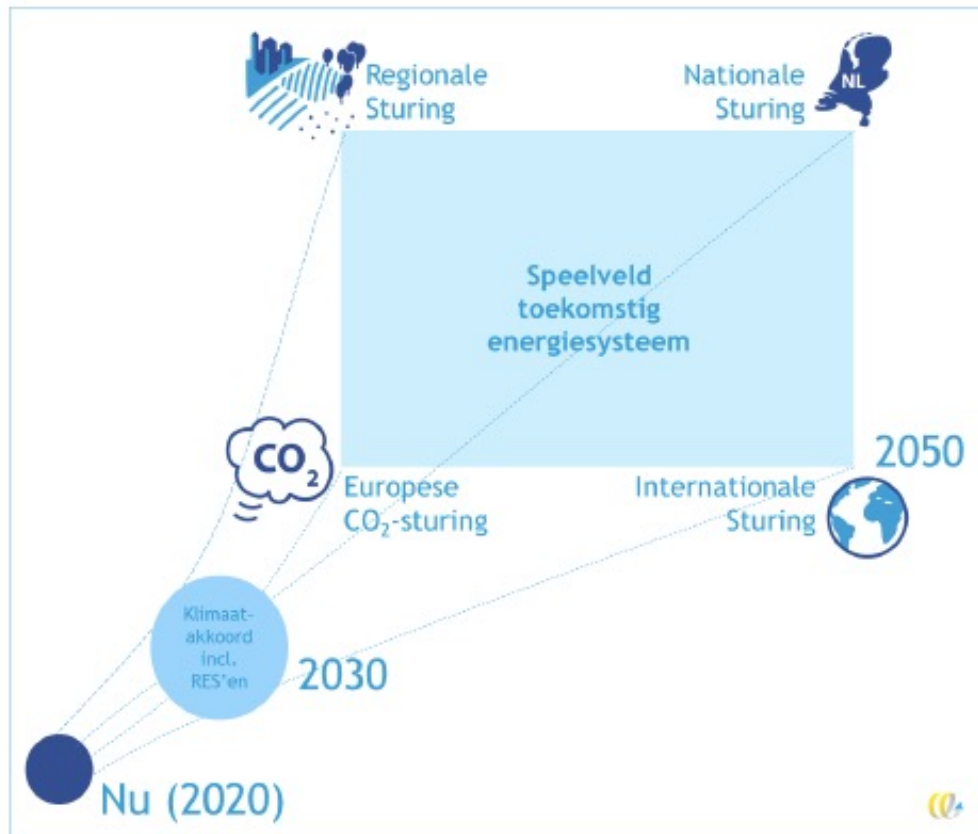 Regionale
Sturing
Nationale
Sturing
NL
Speelveld
toekomstig
energiesysteem
CO₂
2050
Europese
CO₂-sturing
Internationale
Sturing
Klimaat-
akkoord
incl.
RES'en
2030
Nu (2020)